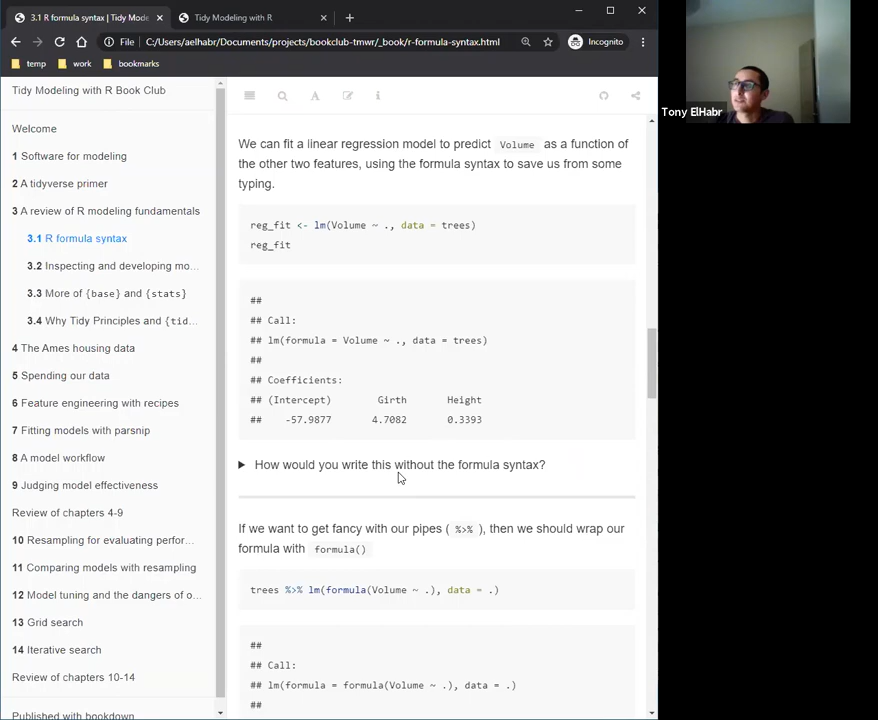 3.1 R formula syntax | Tidy Mode
Tidy Modeling with R
File
C:/Users/aelhabr/Documents/projects/bookclub-tmwr/_book/r-formula-syntax.html
Incognito
temp
work
bookmarks
Tony ElHabr
Tidy Modeling with R Book Club
Welcome
1 Software for modeling
2 A tidyverse primer
3 A review of R modeling fundamentals
3.1 R formula syntax
3.2 Inspecting and developing mo...
3.3 More of {base} and {stats}
3.4 Why Tidy Principles and {tid...
4 The Ames housing data
5 Spending our data
6 Feature engineering with recipes
7 Fitting models with parsnip
8 A model workflow
9 Judging model effectiveness
Review of chapters 4-9
10 Resampling for evaluating perfor...
11 Comparing models with resampling
12 Model tuning and the dangers of o...
13 Grid search
14 Iterative search
Review of chapters 10-14
Published with bookdown
We can fit a linear regression model to predict Volume as a function of
the other two features, using the formula syntax to save us from some
typing.
reg_fit <- lm(Volume ~ ., data = trees)
reg_fit
##
## Call:
## lm(formula = Volume ~ ., data = trees)
##
## Coefficients:
## (Intercept) Girth Height
## -57.9877 4.7082 0.3393
How would you write this without the formula syntax?
If we want to get fancy with our pipes ( %>% ), then we should wrap our
formula with formula()
trees %>% lm(formula(Volume ~ .), data = .)
##
## Call:
## lm(formula = formula(Volume ~ .), data = .)
##